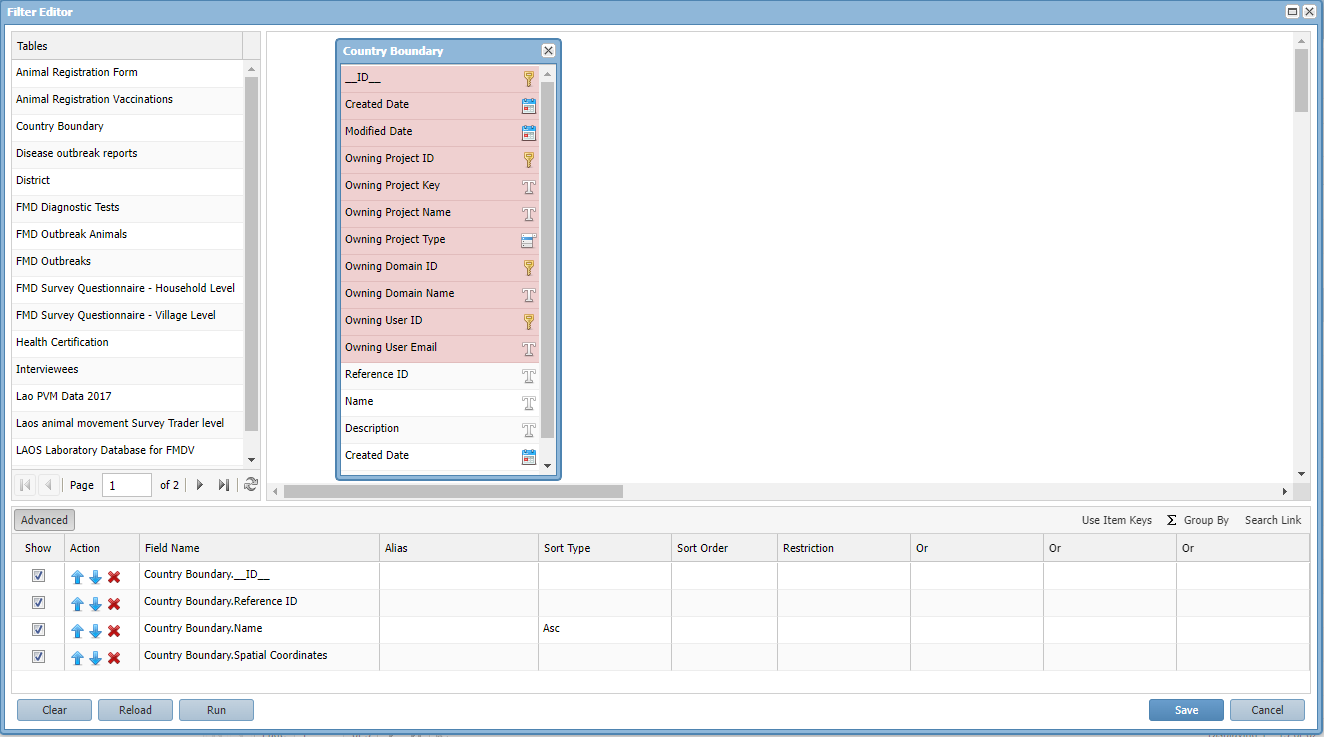 Filter Editor
Tables
Animal Registration Form
Animal Registration Vaccinations
Country Boundary
Disease outbreak reports
District
FMD Diagnostic Tests
FMD Outbreak Animals
FMD Outbreaks
FMD Survey Questionnaire - Household Level
FMD Survey Questionnaire - Village Level
Health Certification
Interviewees
Lao PVM Data 2017
Laos animal movement Survey Trader level
LAOS Laboratory Database for FMDV
Page 1 of 2
Country Boundary
__ID__
Created Date
Modified Date
Owning Project ID
Owning Project Key
Owning Project Name
Owning Project Type
Owning Domain ID
Owning Domain Name
Owning User ID
Owning User Email
Reference ID
Name
Description
Created Date
Advanced Use Item Keys Σ Group By Search Link
Show Action Field Name Alias Sort Type Sort Order Restriction Or Or Or
Country Boundary.__ID__
Country Boundary.Reference ID
Country Boundary.Name Asc
Country Boundary.Spatial Coordinates
Clear Reload Run Save Cancel